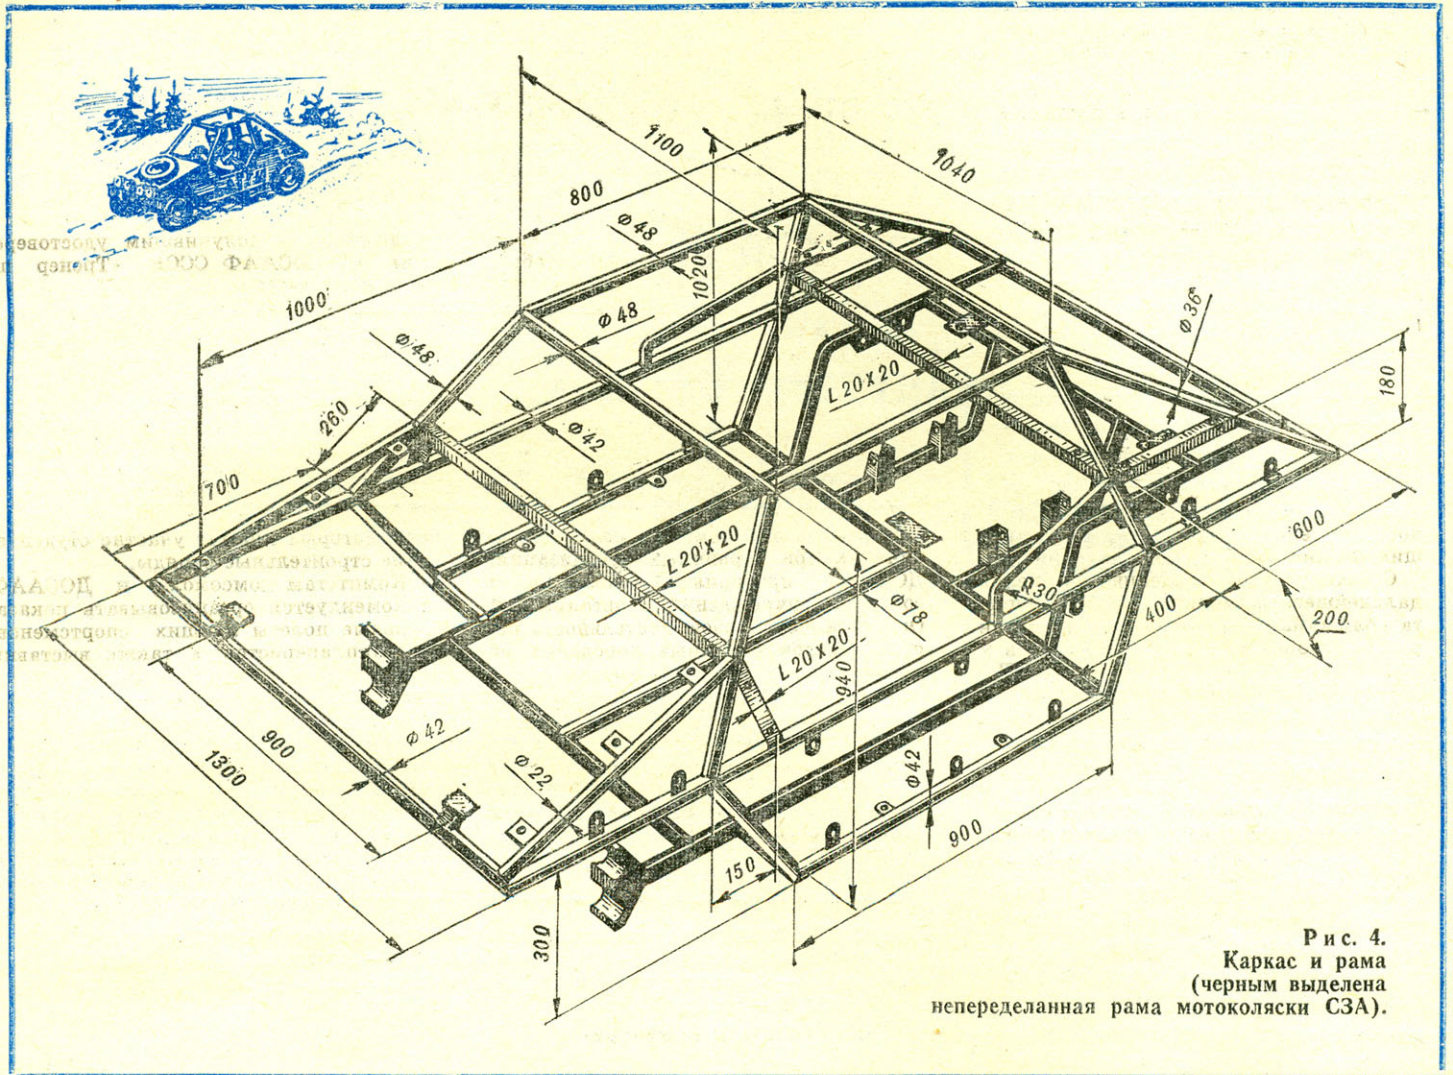 1100
1040
800
Ф 48
1020
1000
Ф 48
Ф 36
Ф 48
180
L 20 X 20
260
Ф 42
700
600
L 20 X 20
R30
400
Ф78
200
L 20 X 20
940
Ф 42
900
1300
Ф 22
Ф 42
900
150
300
Рис. 4.
Каркас и рама
(черным выделена
непеределанная рама мотоколяски СЗА).